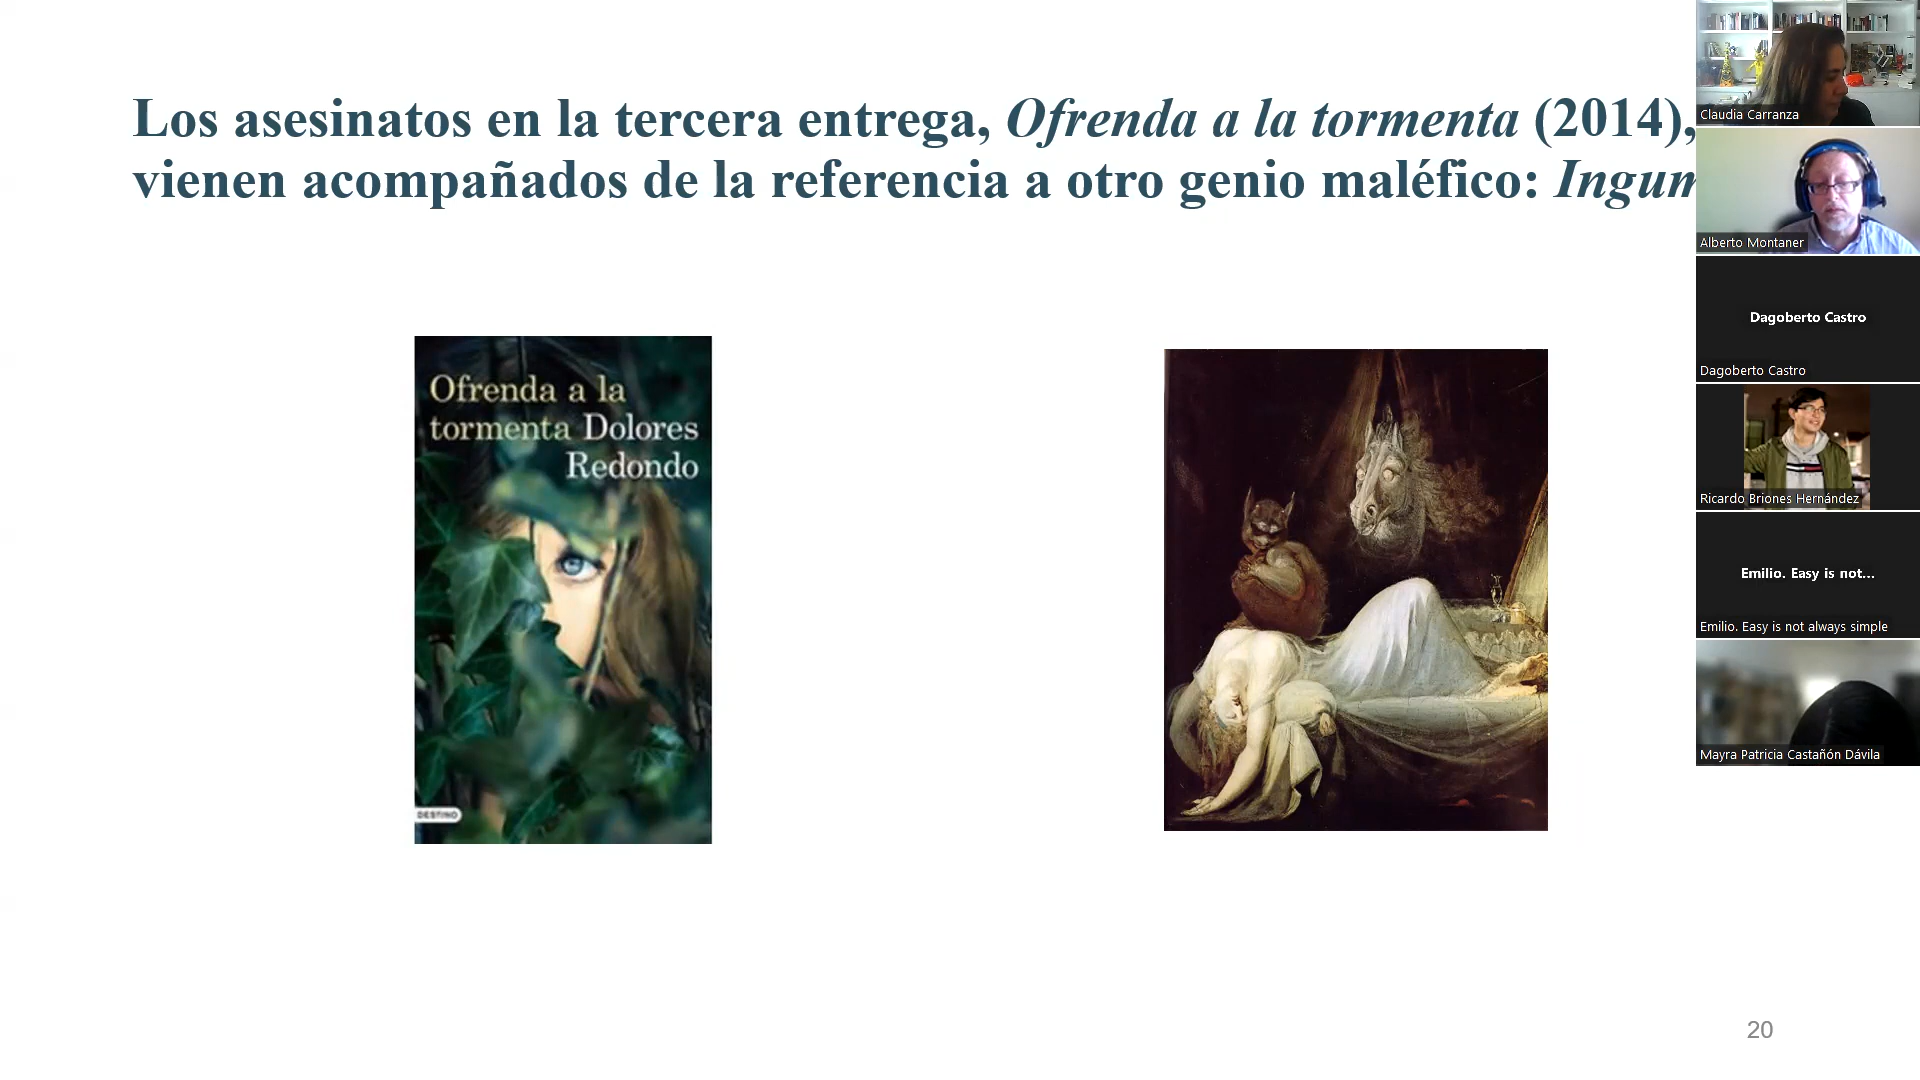 Los asesinatos en la tercera entrega, Ofrenda a la tormenta (2014),
vienen acompañados de la referencia a otro genio maléfico:
Ofrenda a la
tormenta Dolores
Redondo
DESTINO
20
Claudia Carranza
Alberto Montaner
Dagoberto Castro
Dagoberto Castro
Ricardo Briones Hernández
Emilio. Easy is not...
Emilio. Easy is not always simple
Mayra Patricia Castañón Dávila